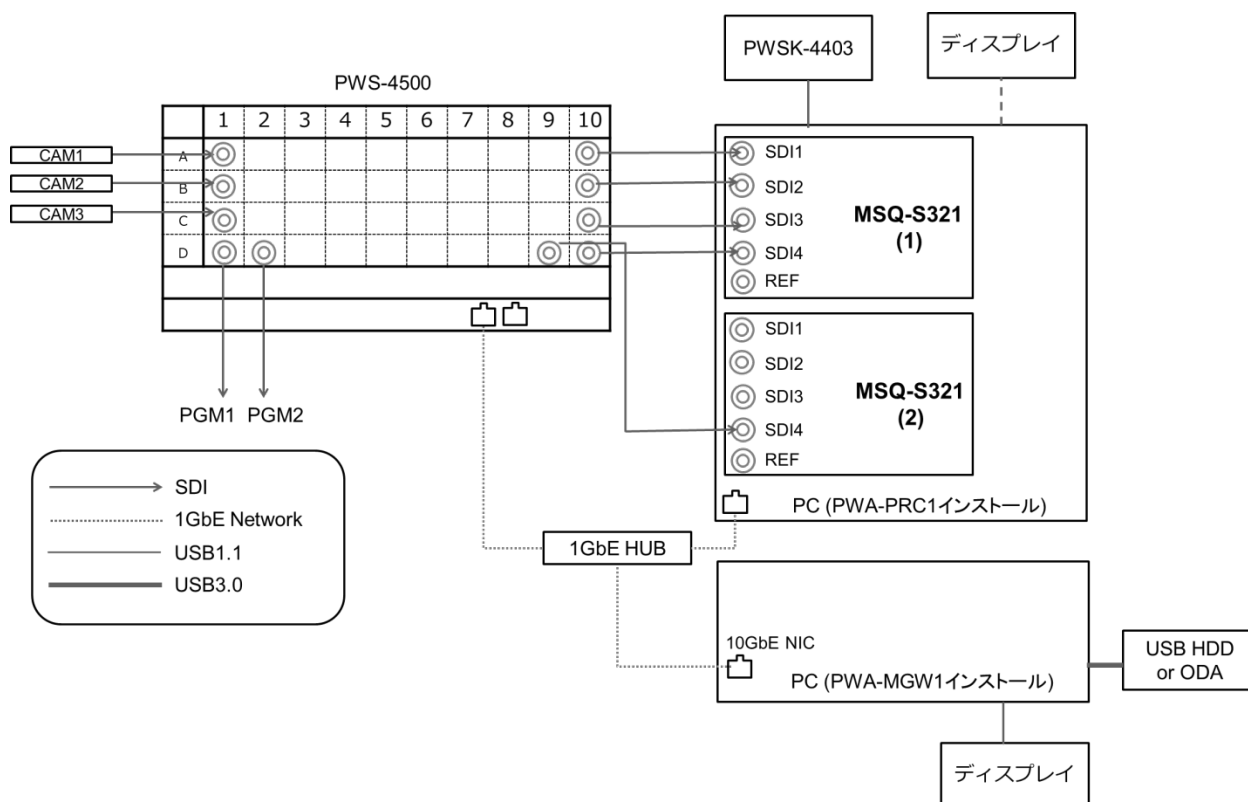 PWS-4500
1 2 3 4 5 6 7 8 9 10
A
B
C
D
CAM1
CAM2
CAM3
PGM1 PGM2
SDI
1GbE Network
USB1.1
USB3.0
PWSK-4403
ディスプレイ
SDI1
SDI2
SDI3
SDI4
REF
MSQ-S321
(1)
SDI1
SDI2
SDI3
SDI4
REF
MSQ-S321
(2)
PC (PWA-PRC1インストール)
1GbE HUB
10GbE NIC
PC (PWA-MGW1インストール)
USB HDD
or ODA
ディスプレイ